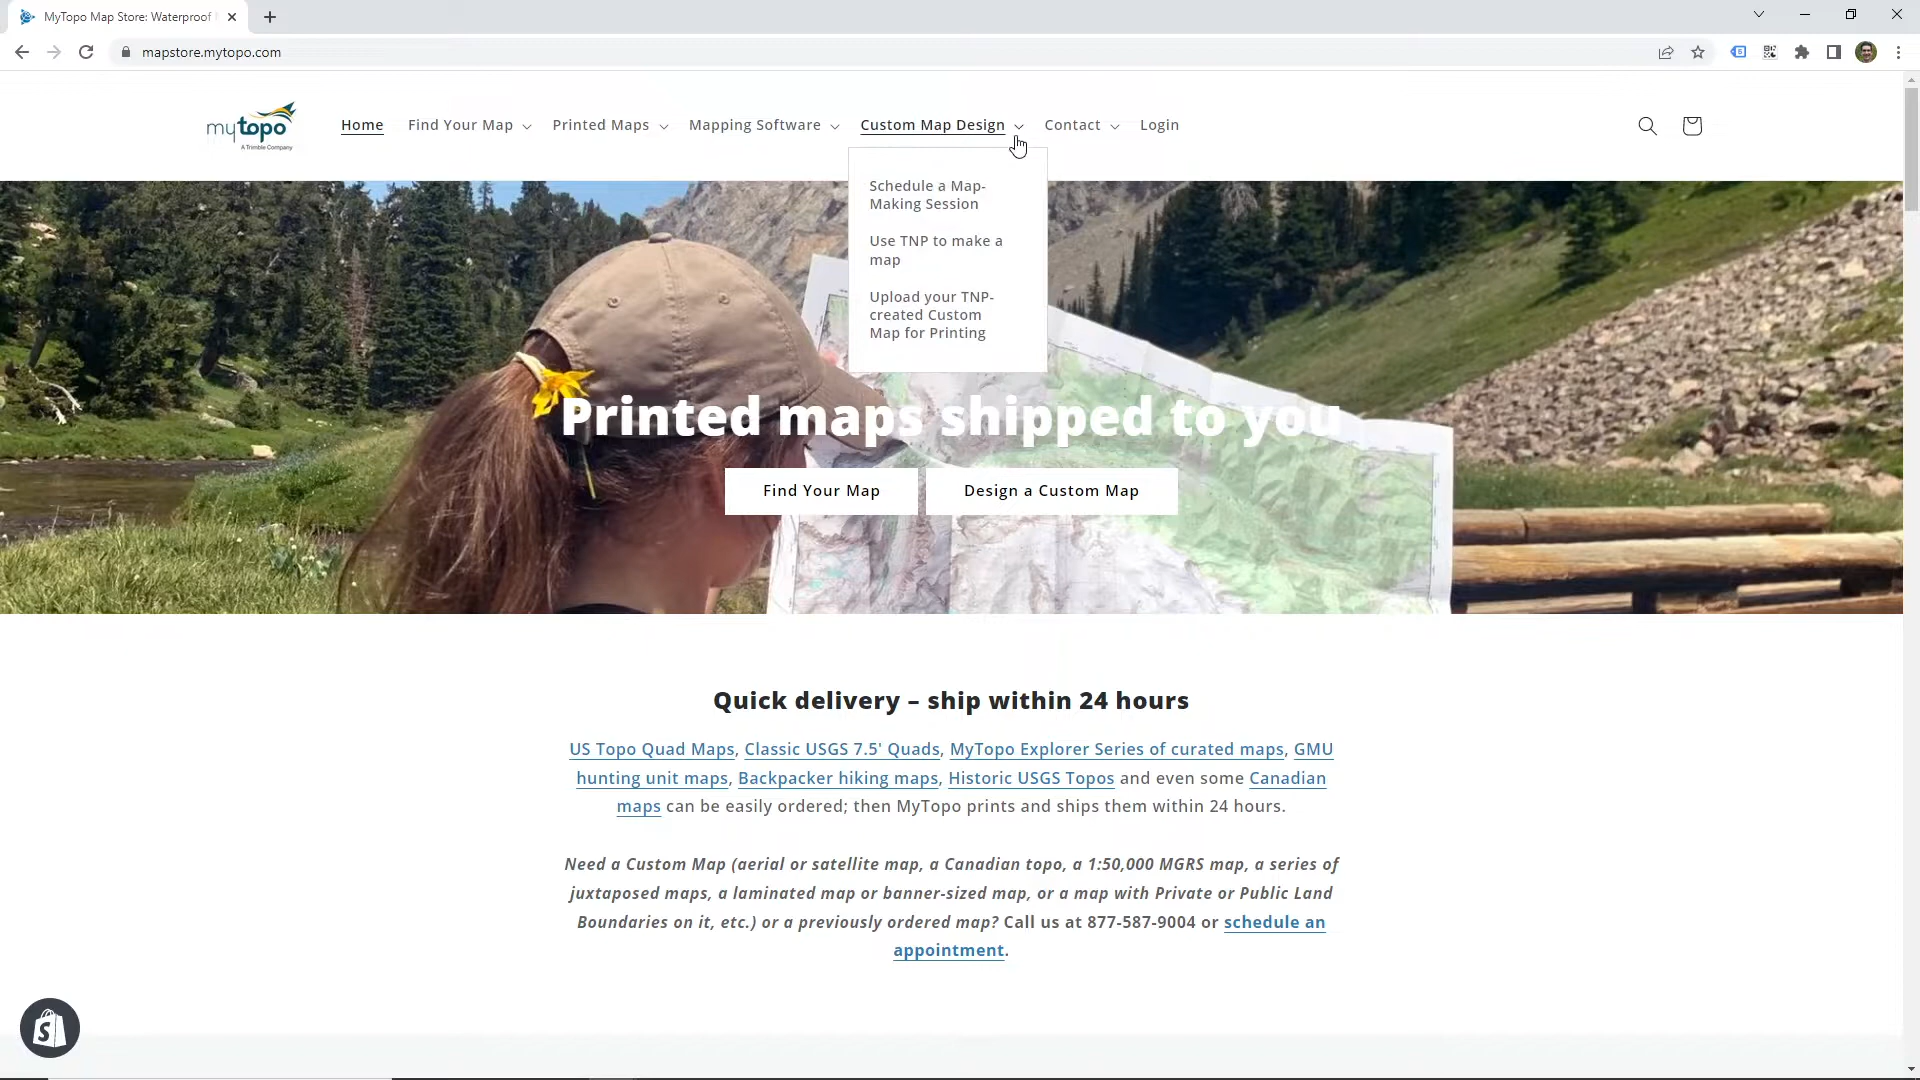 MyTopo Map Store: Waterproof
mapstore.mytopo.com
mytopo
A Trimble Company
Home
Find Your Map
Printed Maps
Mapping Software
Custom Map Design
Contact
Login
Schedule a Map-
Making Session
Use TNP to make a
map
Upload your TNP-
created Custom
Map for Printing
Printed maps shipped to you
Find Your Map
Design a Custom Map
Quick delivery – ship within 24 hours
US Topo Quad Maps, Classic USGS 7.5' Quads, MyTopo Explorer Series of curated maps, GMU
hunting unit maps, Backpacker hiking maps, Historic USGS Topos and even some Canadian
maps can be easily ordered; then MyTopo prints and ships them within 24 hours.
Need a Custom Map (aerial or satellite map, a Canadian topo, a 1:50,000 MGRS map, a series of
juxtaposed maps, a laminated map or banner-sized map, or a map with Private or Public Land
Boundaries on it, etc.) or a previously ordered map? Call us at 877-587-9004 or schedule an
appointment.